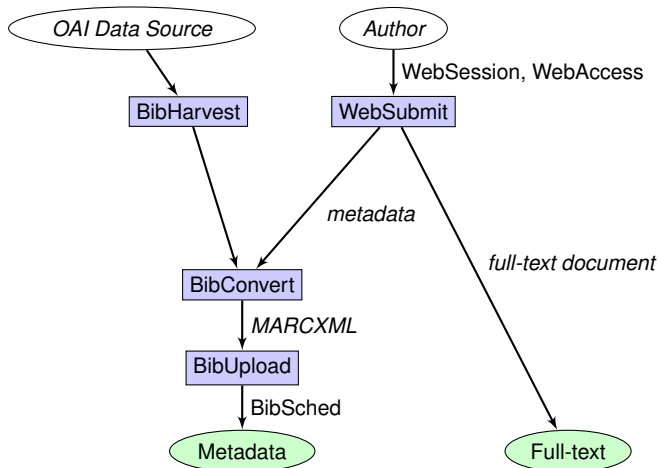 OAI Data Source
Author
WebSession, WebAccess
BibHarvest
WebSubmit
metadata
full-text document
BibConvert
MARCXML
BibUpload
BibSched
Metadata
Full-text